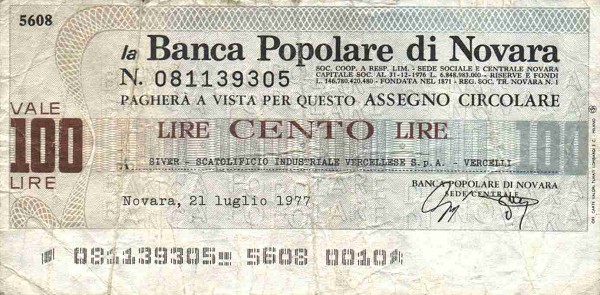 5608
la Banca Popolare di Novara
N. 081139305
SOC. COOP. A RESP. LIM. - SEDE SOCIALE E CENTRALE NOVARA
CAPITALE SOC. AL 31-12-1976 L. 6.848.983.000 - RISERVE E FONDI
L. 146.780.420.480 - FONDATA NEL 1871 - REG. SOC. TR. NOVARA N. 1
PAGHERÀ A VISTA PER QUESTO ASSEGNO CIRCOLARE
VALE
100
LIRE
LIRE CENTO LIRE
100
A SIVER - SCATOLIFICIO INDUSTRIALE VERCELLESE S.p.A. - VERCELLI
BANCA POPOLARE DI NOVARA
SEDE CENTRALE
Novara, 21 luglio 1977
081139305 5608 0010